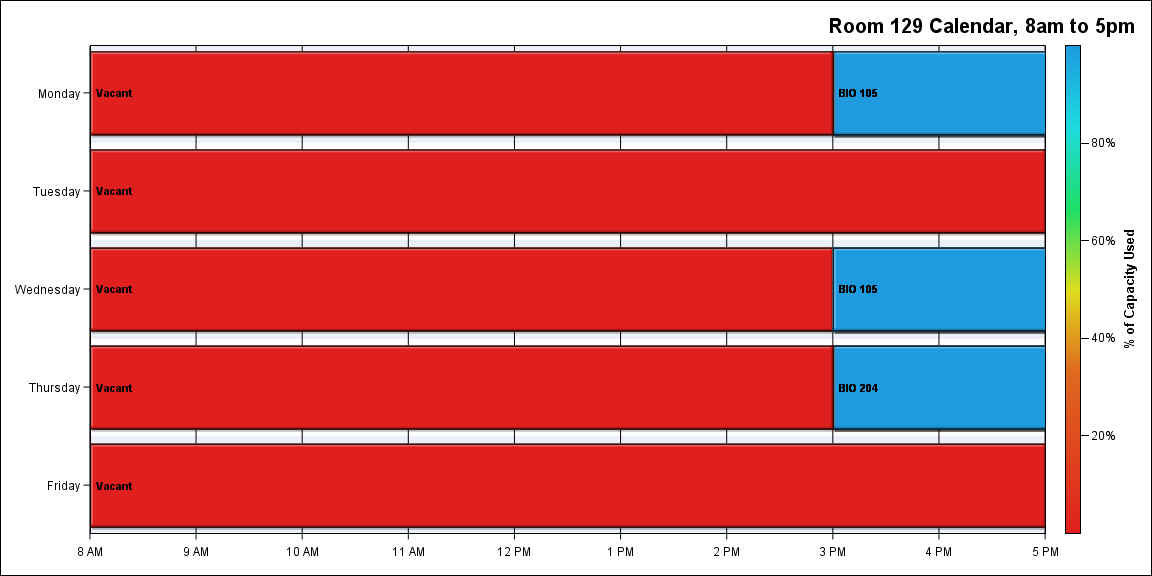 Room 129 Calendar, 8am to 5pm
Monday
Vacant
BIO 105
Tuesday
Vacant
Wednesday
Vacant
BIO 105
Thursday
Vacant
BIO 204
Friday
Vacant
8 AM 9 AM 10 AM 11 AM 12 PM 1 PM 2 PM 3 PM 4 PM 5 PM
80%
60%
40%
20%
% of Capacity Used